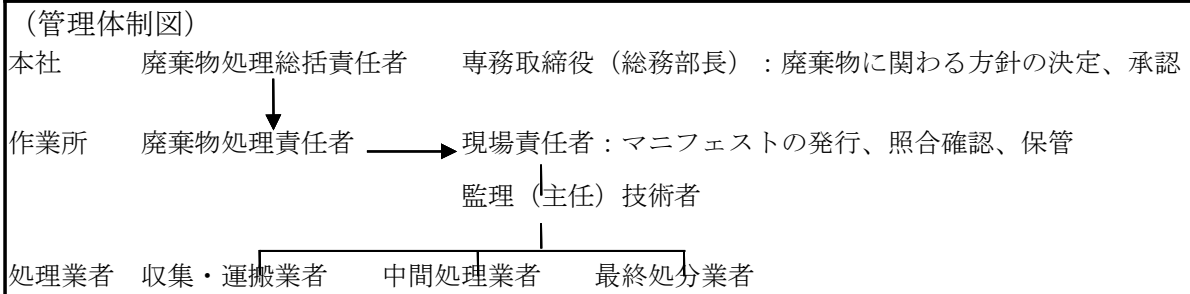 （管理体制図）
本社　廃棄物処理総括責任者　専務取締役（総務部長）：廃棄物に関わる方針の決定、承認
作業所　廃棄物処理責任者　現場責任者：マニフェストの発行、照合確認、保管
監理（主任）技術者
処理業者　収集・運搬業者　中間処理業者　最終処分業者